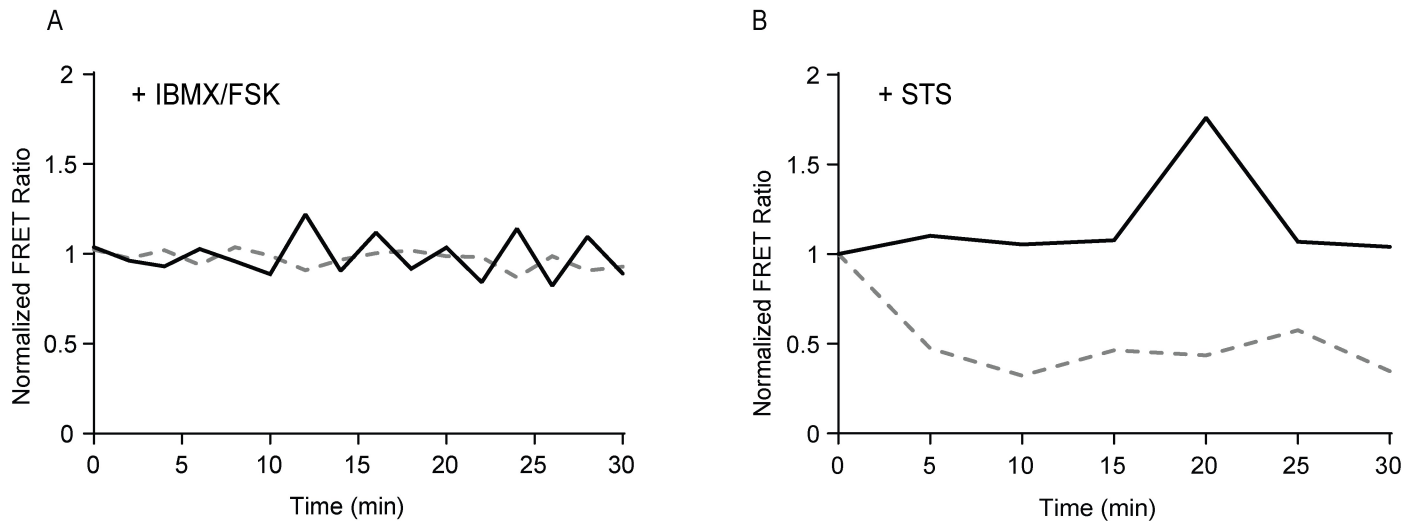 A
+ IBMX/FSK
Normalized FRET Ratio
2
1.5
1
0.5
0
0 5 10 15 20 25 30
Time (min)
B
+ STS
Normalized FRET Ratio
2
1.5
1
0.5
0
0 5 10 15 20 25 30
Time (min)